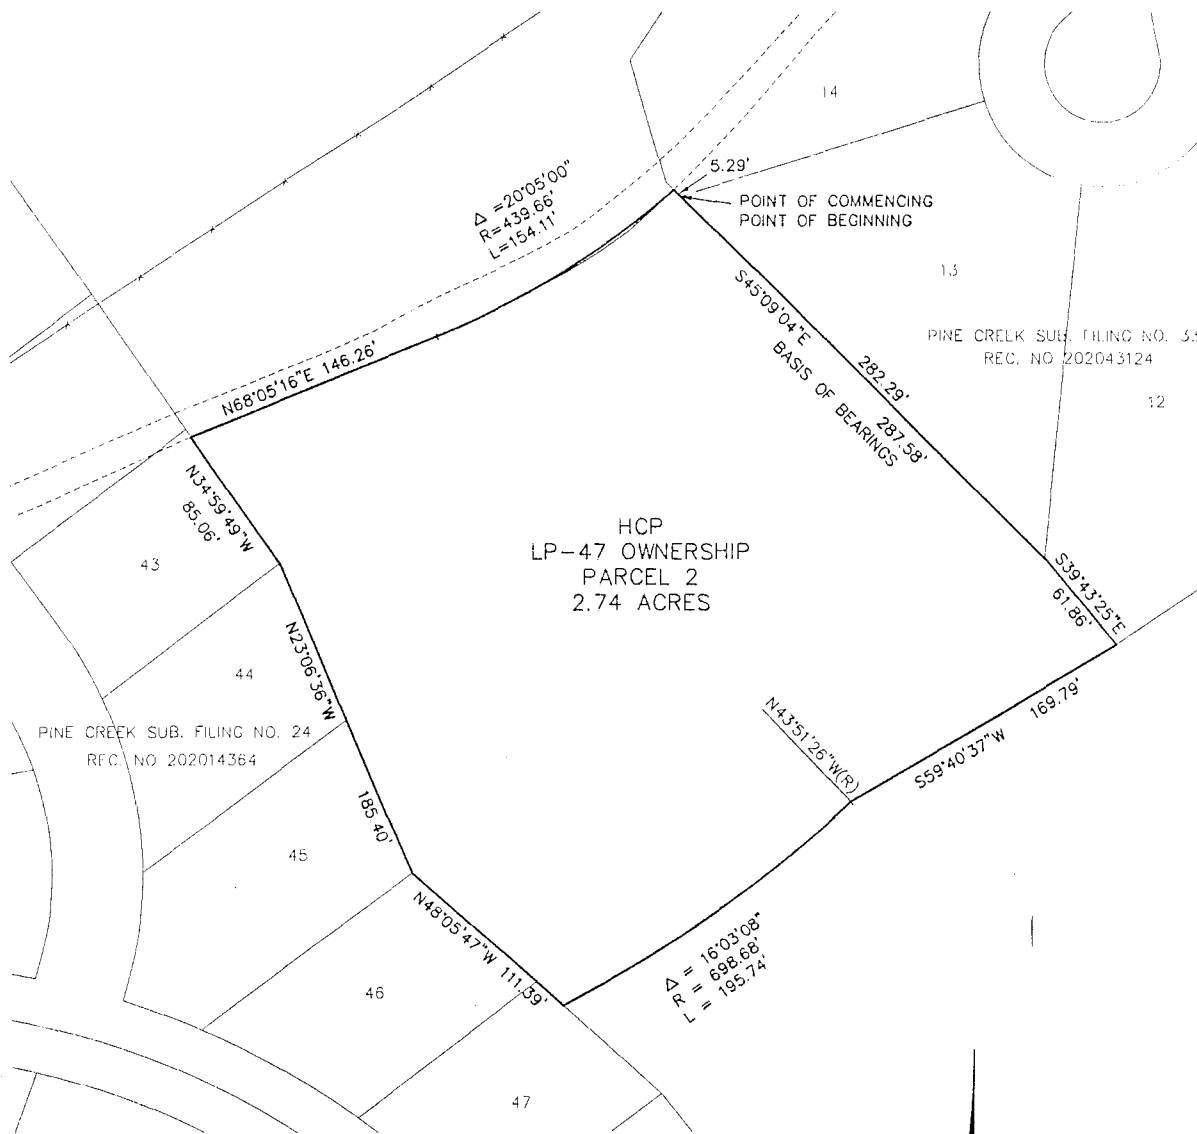 14
5.29'
Δ =20°05'00"
R=439.66'
L=154.11'
POINT OF COMMENCING
POINT OF BEGINNING
13
S45°09'04"E
282.29'
BASIS OF BEARINGS
287.58'
PINE CREEK SUB. FILING NO.
REC. NO 202043124
12
N68°05'16"E 146.26'
N34°59'49"W
85.06'
43
HCP
LP-47 OWNERSHIP
PARCEL 2
2.74 ACRES
S39°43'25"E
61.86'
N23°06'36"W
185.40'
44
PINE CREEK SUB. FILING NO. 24
REC. NO 202014364
N43°51'26"W(R)
S59°40'37"W
169.79'
45
N48°05'47"W 111.39'
Δ = 16°03'08"
R = 698.68'
L = 195.74'
46
47